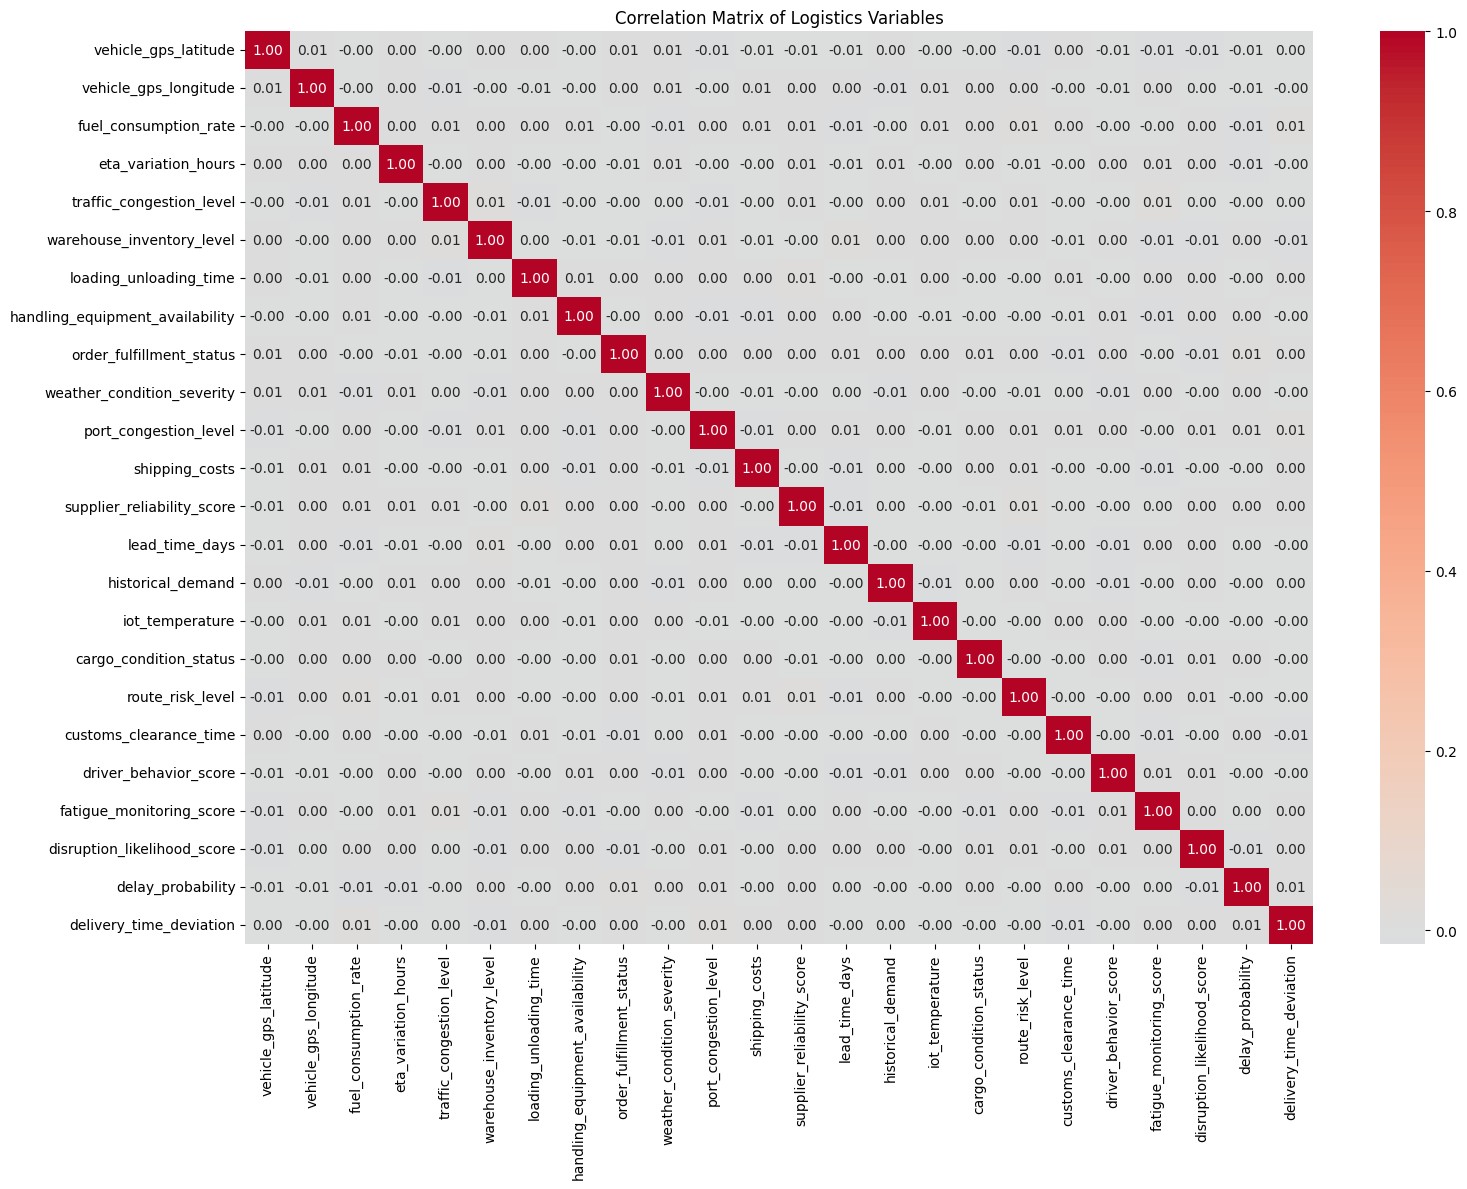 Correlation Matrix of Logistics Variables
vehicle_gps_latitude 1.00 0.01 -0.00 0.00 -0.00 0.00 0.00 -0.00 0.01 0.01 -0.01 -0.01 -0.01 -0.01 0.00 -0.00 -0.00 -0.01 0.00 -0.01 -0.01 -0.01 -0.01 0.00
vehicle_gps_longitude 0.01 1.00 -0.00 0.00 -0.01 -0.00 -0.01 -0.00 0.00 0.01 -0.00 0.01 0.00 0.00 -0.01 0.01 0.00 0.00 -0.00 -0.01 0.00 0.00 -0.01 -0.00
fuel_consumption_rate -0.00 -0.00 1.00 0.00 0.01 0.00 0.00 0.01 -0.00 -0.01 0.00 0.01 0.01 -0.01 -0.00 0.01 0.00 0.01 0.00 -0.00 -0.00 0.00 -0.01 0.01
eta_variation_hours 0.00 0.00 0.00 1.00 -0.00 0.00 -0.00 -0.00 -0.01 0.01 -0.00 -0.00 0.01 -0.01 0.01 -0.00 0.00 -0.01 -0.00 0.00 0.01 0.00 -0.01 -0.00
traffic_congestion_level -0.00 -0.01 0.01 -0.00 1.00 0.01 -0.01 -0.00 -0.00 0.00 -0.01 -0.00 0.01 -0.00 0.00 0.01 -0.00 0.01 -0.00 -0.00 0.01 0.00 -0.00 0.00
warehouse_inventory_level 0.00 -0.00 0.00 0.00 0.01 1.00 0.00 -0.01 -0.01 -0.01 0.01 -0.01 -0.00 0.01 0.00 0.00 0.00 0.00 -0.01 0.00 -0.01 -0.01 0.00 -0.01
loading_unloading_time 0.00 -0.01 0.00 -0.00 -0.01 0.00 1.00 0.01 0.00 0.00 0.00 0.00 0.01 -0.00 -0.01 0.00 -0.00 -0.00 0.01 -0.00 0.00 0.00 -0.00 0.00
handling_equipment_availability -0.00 -0.00 0.01 -0.00 -0.00 -0.01 0.01 1.00 -0.00 0.00 -0.01 -0.01 0.00 0.00 0.00 -0.01 -0.00 -0.00 -0.01 0.01 -0.01 0.00 0.00 -0.00
order_fulfillment_status 0.01 0.00 -0.00 -0.01 -0.00 -0.01 0.00 -0.00 1.00 0.00 0.00 0.00 0.00 0.01 0.00 0.00 0.01 0.00 -0.01 0.00 -0.00 -0.01 0.01 0.00
weather_condition_severity 0.01 0.01 -0.01 0.01 0.00 -0.01 0.00 0.00 0.00 1.00 -0.00 -0.01 0.00 0.00 -0.00 0.00 -0.00 -0.00 0.00 -0.01 0.00 -0.00 0.00 -0.00
port_congestion_level -0.01 -0.00 0.00 -0.00 -0.01 0.01 0.00 -0.01 0.00 -0.00 1.00 -0.01 0.00 0.01 0.00 -0.01 0.00 0.01 0.01 0.00 -0.00 0.01 0.01 0.01
shipping_costs -0.01 0.01 0.01 -0.00 -0.00 -0.01 0.00 -0.01 0.00 -0.01 -0.01 1.00 -0.00 -0.01 0.00 -0.00 0.00 0.01 -0.00 -0.00 -0.01 -0.00 -0.00 0.00
supplier_reliability_score -0.01 0.00 0.01 0.01 0.01 -0.00 0.01 0.00 0.00 0.00 0.00 -0.00 1.00 -0.01 0.00 -0.00 -0.01 0.01 -0.00 -0.00 0.00 -0.00 0.00 0.00
lead_time_days -0.01 0.00 -0.01 -0.01 -0.00 0.01 -0.00 0.00 0.01 0.00 0.01 -0.01 -0.01 1.00 -0.00 -0.00 -0.00 -0.01 -0.00 -0.01 0.00 -0.00 0.00 0.00
historical_demand 0.00 -0.01 -0.00 0.01 0.00 0.00 -0.01 0.00 0.00 -0.00 0.00 0.00 0.00 -0.00 1.00 -0.01 0.00 -0.00 0.00 -0.01 0.00 -0.00 -0.00 0.00
iot_temperature -0.00 0.01 0.01 -0.00 0.01 0.00 0.00 -0.01 0.00 0.00 -0.01 -0.00 -0.00 -0.00 -0.01 1.00 -0.00 -0.00 0.00 0.00 0.00 -0.00 -0.00 -0.00
cargo_condition_status -0.00 0.00 0.00 0.00 -0.00 0.00 -0.00 -0.00 0.01 -0.00 0.00 0.00 -0.01 -0.00 0.00 -0.00 1.00 -0.00 -0.00 0.00 -0.01 0.01 0.00 -0.00
route_risk_level -0.01 0.00 0.01 -0.01 0.01 0.00 -0.00 -0.00 0.00 -0.00 0.01 0.01 0.01 -0.01 -0.00 -0.00 -0.00 1.00 -0.00 -0.00 0.00 0.01 -0.00 -0.00
customs_clearance_time 0.00 -0.00 0.00 -0.00 -0.00 -0.01 0.01 -0.01 -0.01 0.00 0.01 -0.00 -0.00 -0.00 0.00 0.00 -0.00 -0.00 1.00 -0.00 -0.01 -0.00 0.00 -0.01
driver_behavior_score -0.01 -0.01 -0.00 0.00 -0.00 0.00 -0.00 0.01 0.00 -0.01 0.00 -0.00 -0.00 -0.01 -0.01 0.00 0.00 -0.00 -0.00 1.00 0.01 0.01 -0.00 -0.00
fatigue_monitoring_score -0.01 0.00 -0.00 0.01 0.01 -0.01 0.00 -0.01 -0.00 0.00 -0.00 -0.01 0.00 0.00 0.00 0.00 -0.01 0.00 -0.01 0.01 1.00 0.00 0.00 0.00
disruption_likelihood_score -0.01 0.00 0.00 0.00 0.00 -0.01 0.00 0.00 -0.01 -0.00 0.01 -0.00 -0.00 -0.00 -0.00 -0.00 0.01 0.01 -0.00 0.01 0.00 1.00 -0.01 0.00
delay_probability -0.01 -0.01 -0.01 -0.01 -0.00 0.00 -0.00 0.00 0.01 0.00 0.01 -0.00 0.00 0.00 -0.00 -0.00 0.00 -0.00 0.00 -0.00 0.00 -0.01 1.00 0.01
delivery_time_deviation 0.00 -0.00 0.01 -0.00 0.00 -0.01 0.00 -0.00 0.00 -0.00 0.01 0.00 0.00 0.00 0.00 -0.00 -0.00 -0.00 -0.01 -0.00 0.00 0.00 0.01 1.00
vehicle_gps_latitude
vehicle_gps_longitude
fuel_consumption_rate
eta_variation_hours
traffic_congestion_level
warehouse_inventory_level
loading_unloading_time
handling_equipment_availability
order_fulfillment_status
weather_condition_severity
port_congestion_level
shipping_costs
supplier_reliability_score
lead_time_days
historical_demand
iot_temperature
cargo_condition_status
route_risk_level
customs_clearance_time
driver_behavior_score
fatigue_monitoring_score
disruption_likelihood_score
delay_probability
delivery_time_deviation
1.0
0.8
0.6
0.4
0.2
0.0